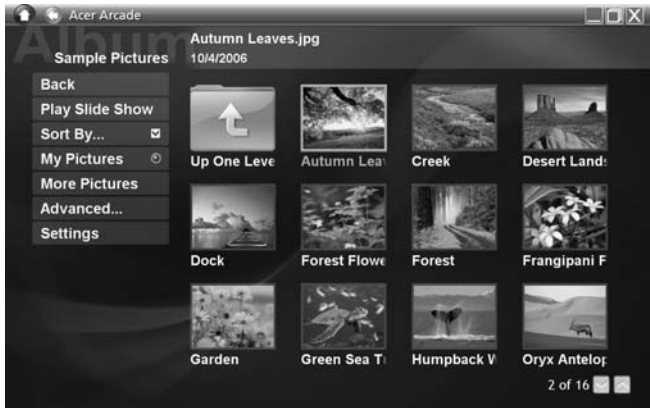 Acer Arcade
Album
Autumn Leaves.jpg
10/4/2006
Sample Pictures
Back
Play Slide Show
Sort By...
My Pictures
More Pictures
Advanced...
Settings
Up One Leve
Autumn Leav
Creek
Desert Lands
Dock
Forest Flowe
Forest
Frangipani F
Garden
Green Sea T
Humpback W
Oryx Antelop
2 of 16